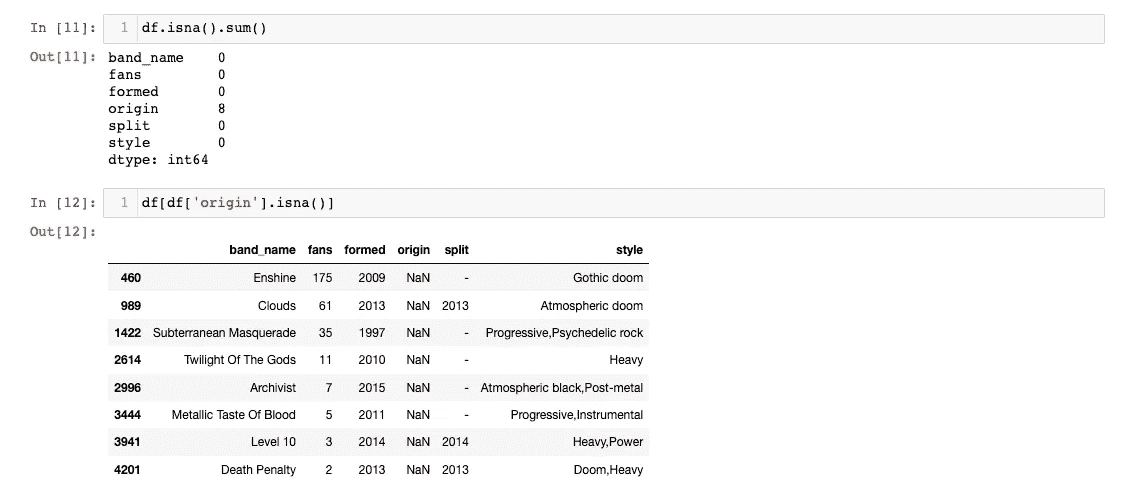 In [11]: 1 df.isna().sum()
Out[11]: band_name 0
fans 0
formed 0
origin 8
split 0
style 0
dtype: int64
In [12]: 1 df[df['origin'].isna()]
Out[12]:
band_name fans formed origin split style
460 Enshine 175 2009 NaN - Gothic doom
989 Clouds 61 2013 NaN 2013 Atmospheric doom
1422 Subterranean Masquerade 35 1997 NaN - Progressive,Psychedelic rock
2614 Twilight Of The Gods 11 2010 NaN - Heavy
2996 Archivist 7 2015 NaN - Atmospheric black,Post-metal
3444 Metallic Taste Of Blood 5 2011 NaN - Progressive,Instrumental
3941 Level 10 3 2014 NaN 2014 Heavy,Power
4201 Death Penalty 2 2013 NaN 2013 Doom,Heavy